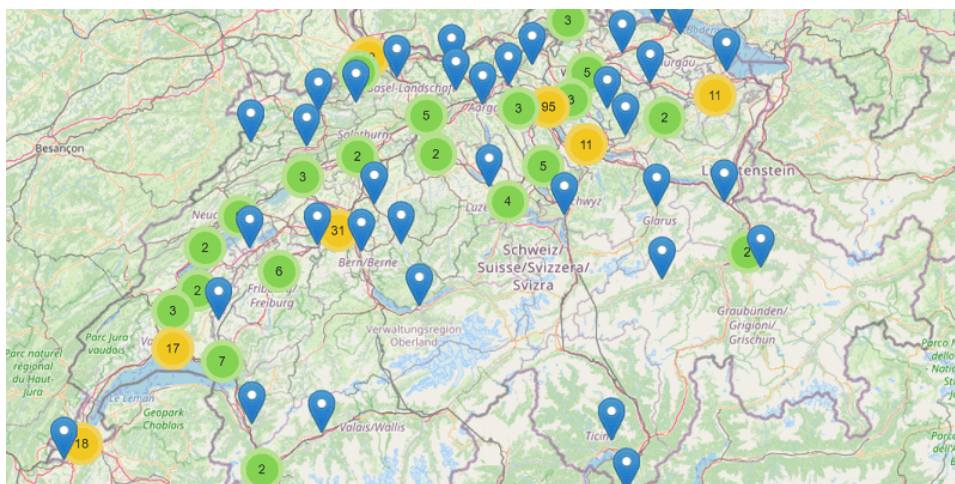 3
Boden
5
Thurgau
Basel-Landschaft
Aargau
3
95
3
11
5
2
Besançon
Solothurn
2
2
5
11
Liechtenstein
3
4
Luzern
Schwyz
Glarus
Neuc
2
31
Bern/Berne
Schweiz/
Suisse/Svizzera/
Svizra
2
6
Fribourg/
Freiburg
2
3
Graubünden/
Grigioni/
Grischun
Verwaltungsregion
Oberland
Parc Jura
vaudois
Parc naturel
régional
du Haut-
Jura
17
7
Le Léman
Geopark
Chablais
Valais/Wallis
Ticino
18
2